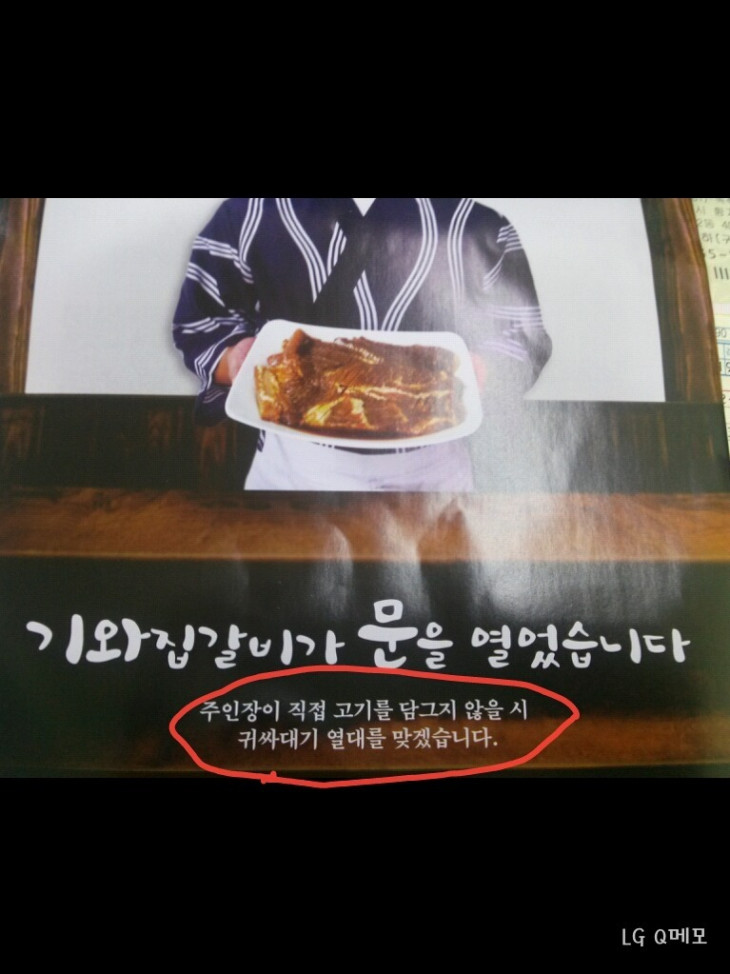 기와집갈비가 문을 열었습니다
주인장이 직접 고기를 담그지 않을 시
귀싸대기 열대를 맞겠습니다.
LG Q메모